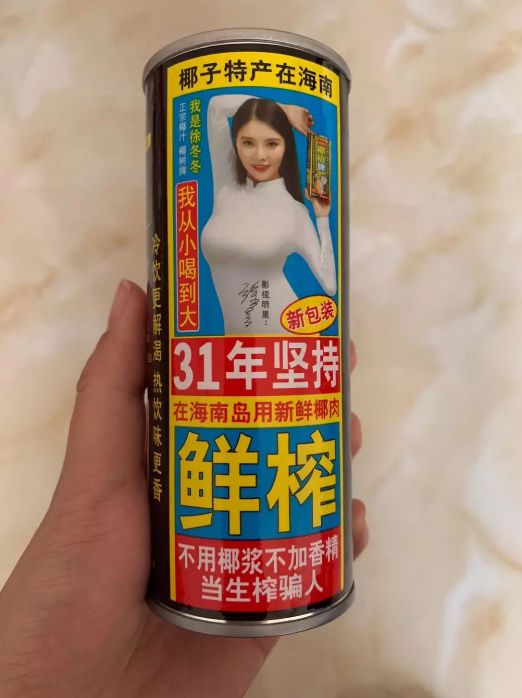 椰子特产在海南
我是徐冬冬
正宗椰汁 椰树牌
我从小喝到大
影视明星：
新包装
31年坚持
在海南岛用新鲜椰肉
鲜榨
不用椰浆不加香精
当生榨骗人
冷饮更解渴 热饮味更香